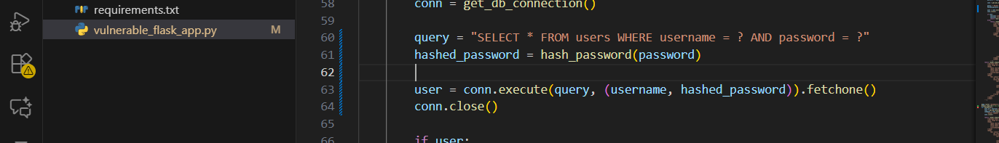 requirements.txt
vulnerable_flask_app.py M
58 conn = get_db_connection()
59
60 query = "SELECT * FROM users WHERE username = ? AND password = ?"
61 hashed_password = hash_password(password)
62
63 user = conn.execute(query, (username, hashed_password)).fetchone()
64 conn.close()
65
66 if user: